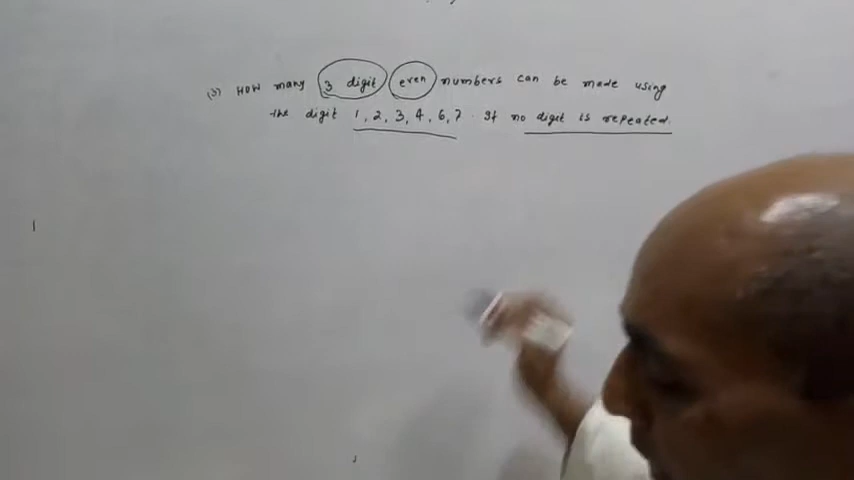 (3) How many 3 digit even numbers can be made using
the digit 1, 2, 3, 4, 6, 7. If no digit is repeated.